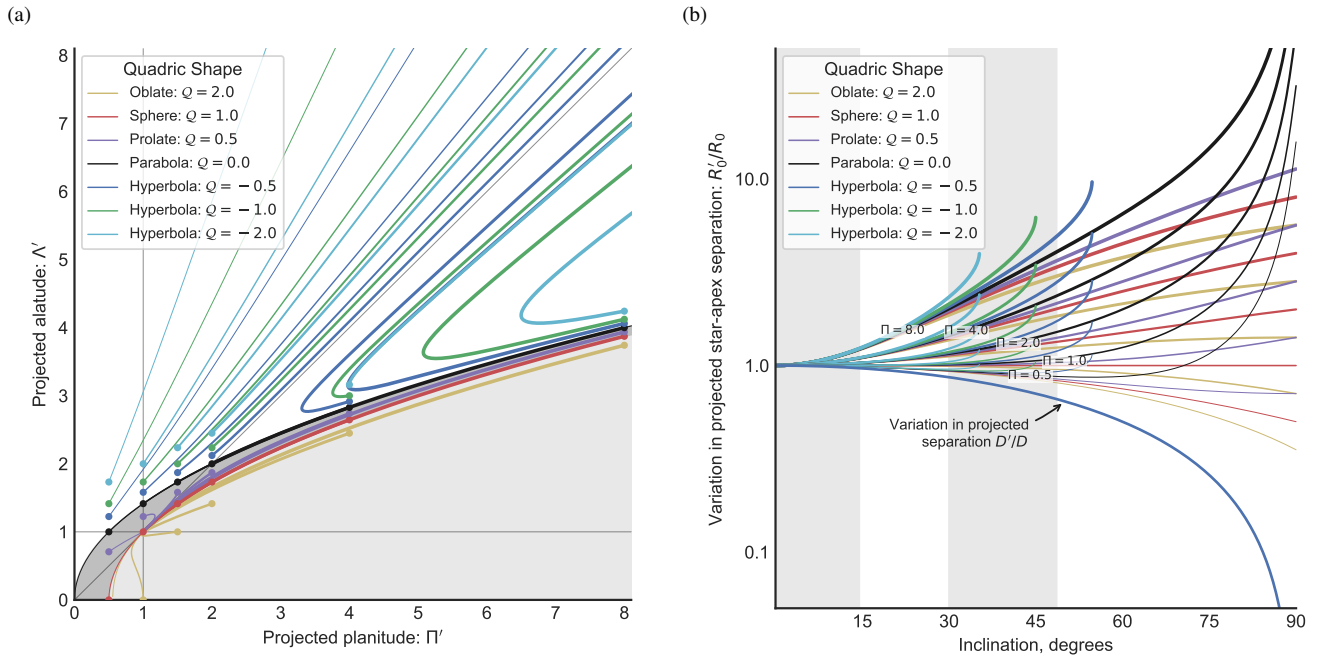 (a)
8
7
6
5
4
3
2
1
0
Projected alatude: Λ′
Quadric Shape
Oblate: 𝒬 = 2.0
Sphere: 𝒬 = 1.0
Prolate: 𝒬 = 0.5
Parabola: 𝒬 = 0.0
Hyperbola: 𝒬 = −0.5
Hyperbola: 𝒬 = −1.0
Hyperbola: 𝒬 = −2.0
0 1 2 3 4 5 6 7 8
Projected planitude: Π′
(b)
10.0
1.0
0.1
Variation in projected star-apex separation: R′₀/R₀
Quadric Shape
Oblate: 𝒬 = 2.0
Sphere: 𝒬 = 1.0
Prolate: 𝒬 = 0.5
Parabola: 𝒬 = 0.0
Hyperbola: 𝒬 = −0.5
Hyperbola: 𝒬 = −1.0
Hyperbola: 𝒬 = −2.0
Π = 8.0
Π = 4.0
Π = 2.0
Π = 1.0
Π = 0.5
Variation in projected
separation D′/D
15 30 45 60 75 90
Inclination, degrees